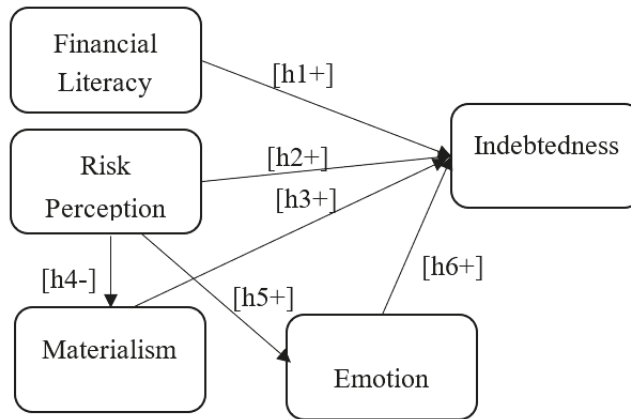 Financial
Literacy
[h1+]
Indebtedness
Risk
Perception
[h2+]
[h3+]
[h4-]
[h5+]
[h6+]
Materialism
Emotion